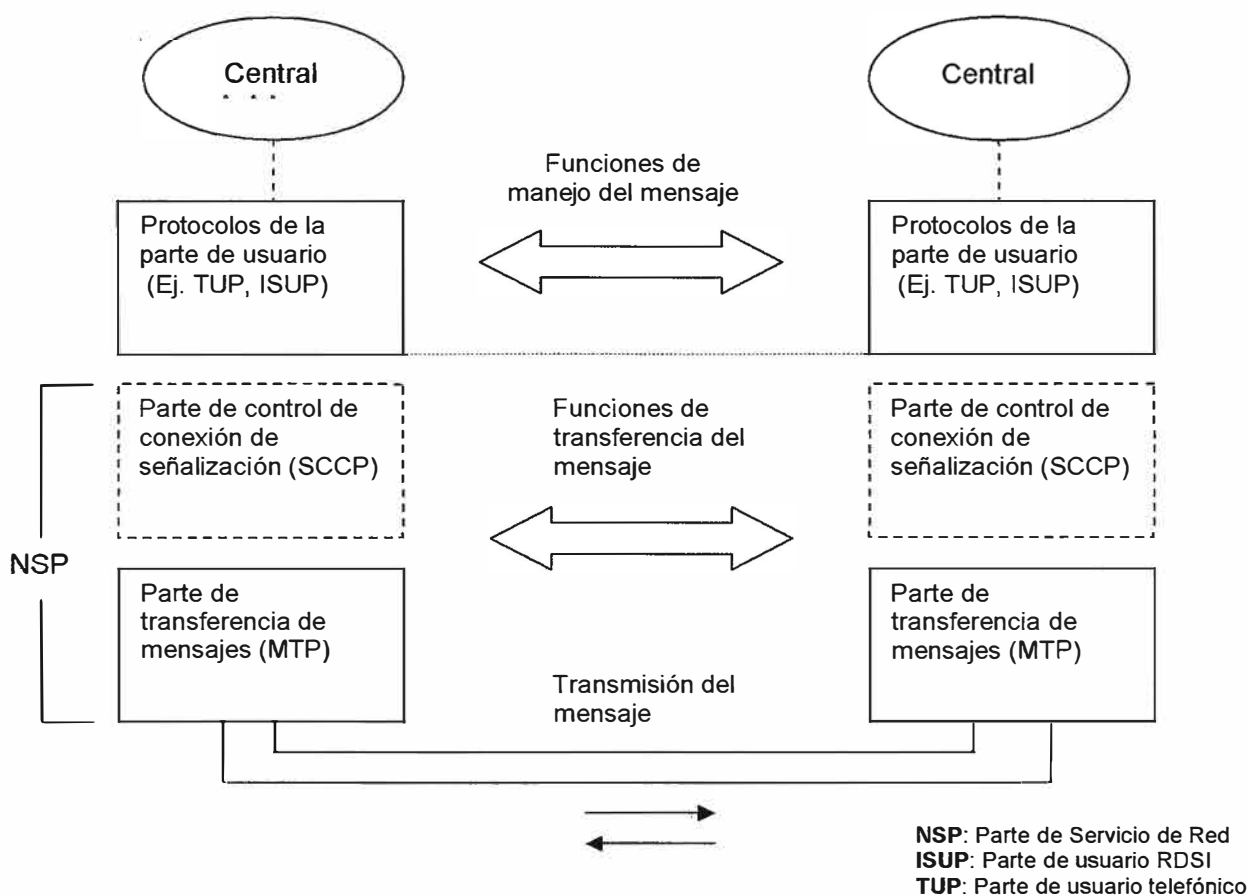 Central
Central
Funciones de
manejo del mensaje
Protocolos de la
parte de usuario
(Ej. TUP, ISUP)
Protocolos de la
parte de usuario
(Ej. TUP, ISUP)
Parte de control de
conexión de
señalización (SCCP)
Funciones de
transferencia del
mensaje
Parte de control de
conexión de
señalización (SCCP)
NSP
Parte de
transferencia de
mensajes (MTP)
Transmisión del
mensaje
Parte de
transferencia de
mensajes (MTP)
NSP: Parte de Servicio de Red
ISUP: Parte de usuario RDSI
TUP: Parte de usuario telefónico